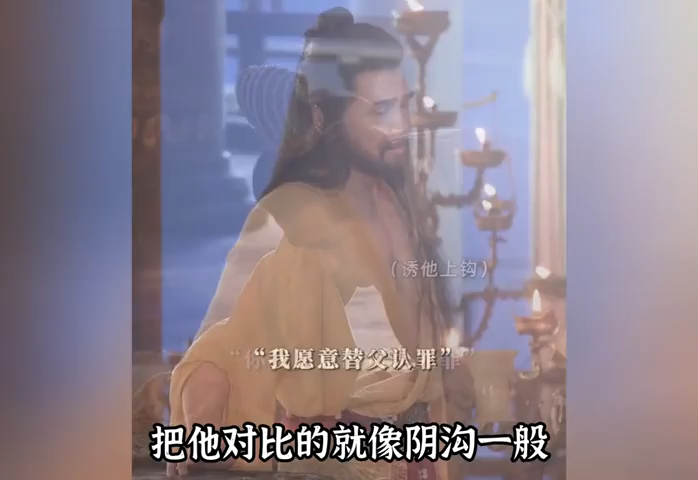 （诱他上钩）
“我愿意替父认罪”
把他对比的就像阴沟一般